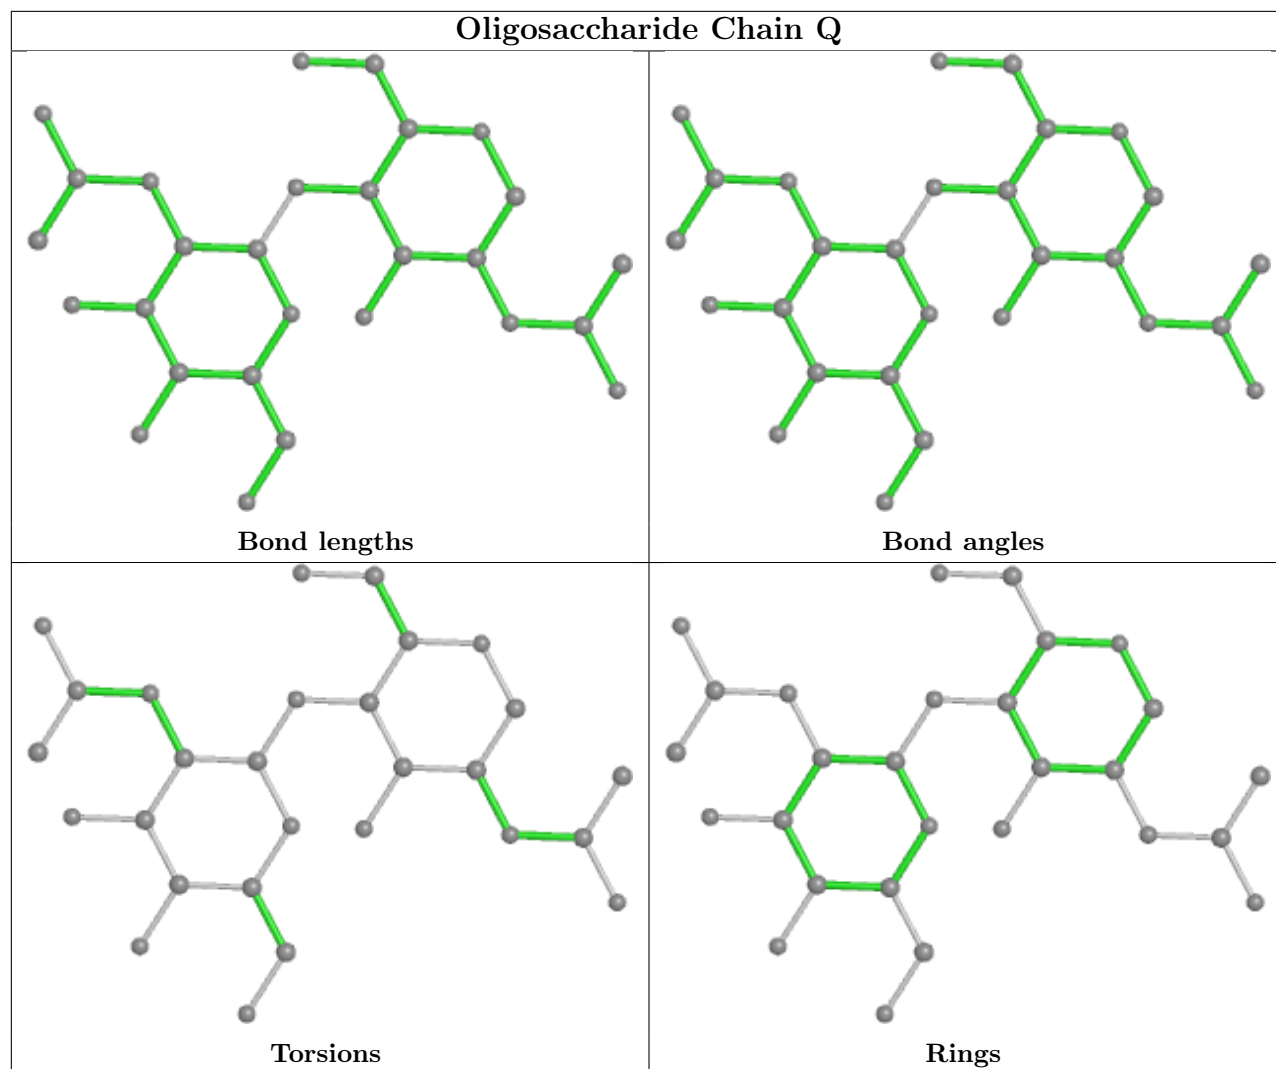 Oligosaccharide Chain Q
Bond lengths
Bond angles
Torsions
Rings